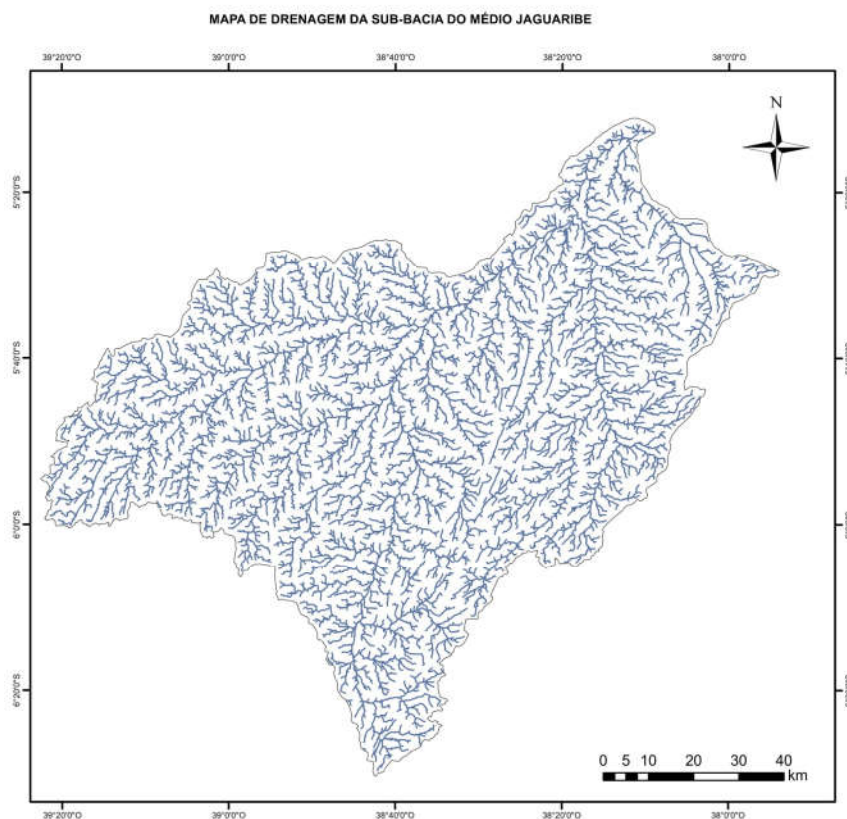 MAPA DE DRENAGEM DA SUB-BACIA DO MÉDIO JAGUARIBE
39°20'0"O 39°0'0"O 38°40'0"O 38°20'0"O 38°0'0"O
N
5°20'0"S
5°40'0"S
6°0'0"S
6°20'0"S
0 5 10 20 30 40
km
39°20'0"O 39°0'0"O 38°40'0"O 38°20'0"O 38°0'0"O